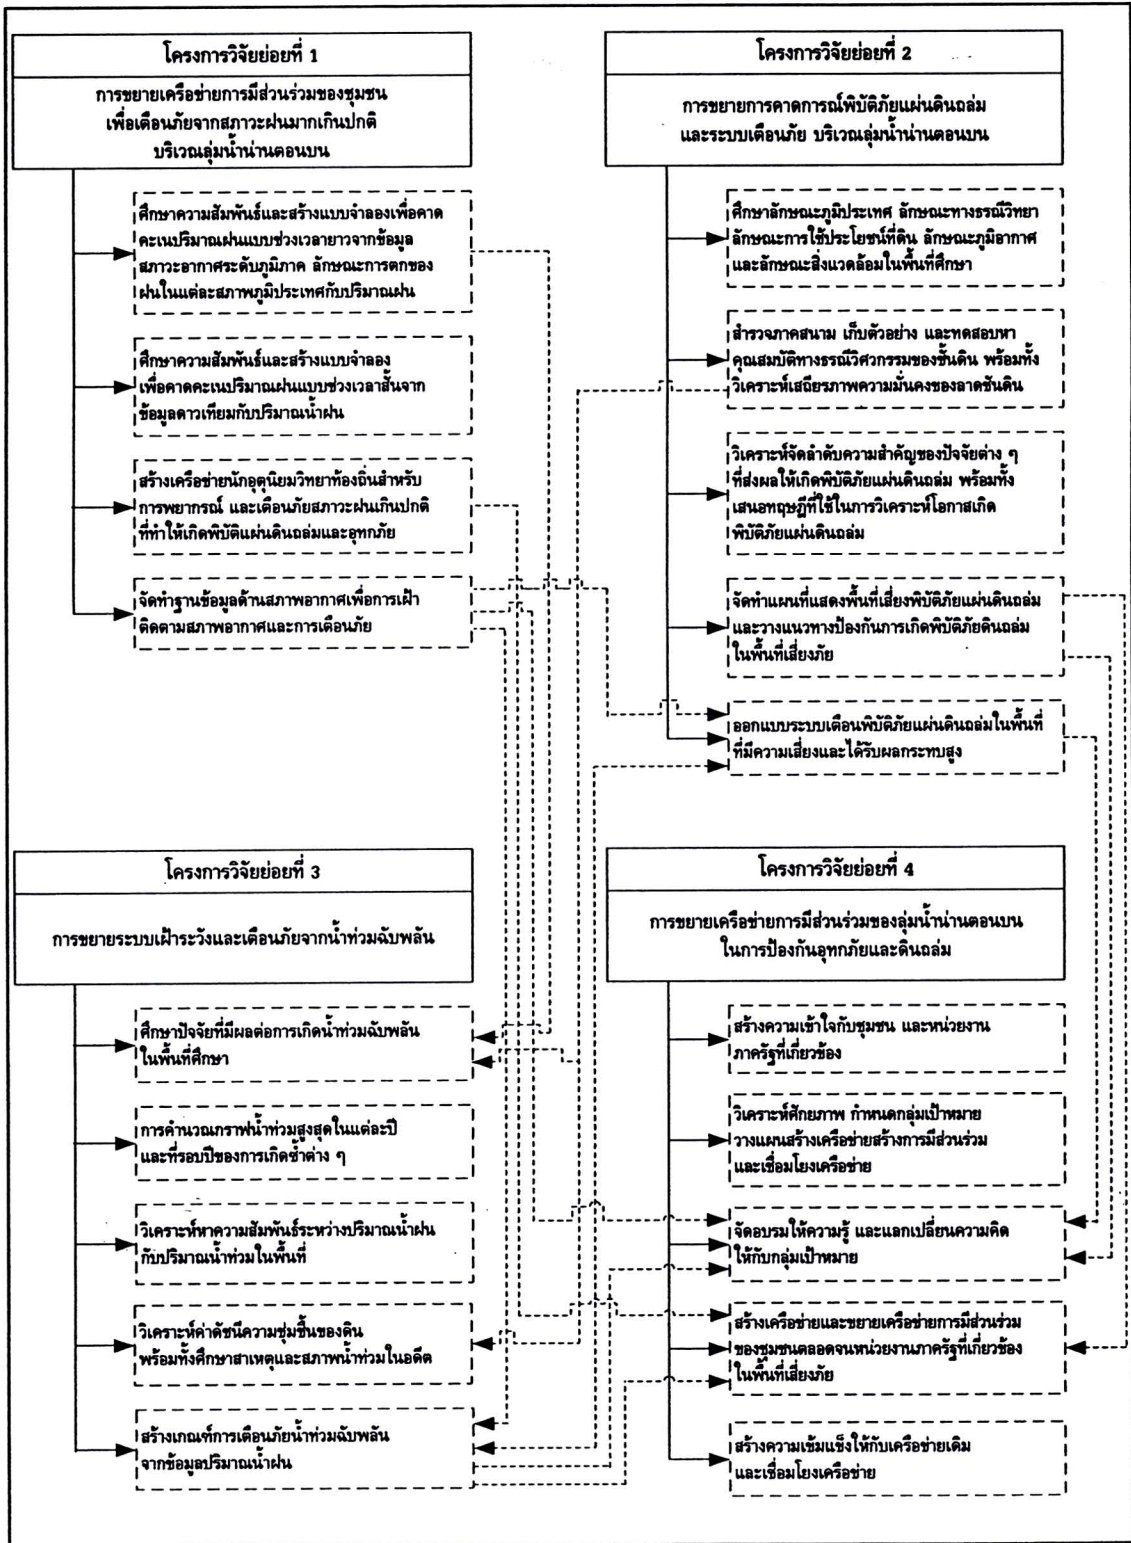 โครงการวิจัยย่อยที่ 1
การขยายเครือข่ายการมีส่วนร่วมของชุมชน
เพื่อเตือนภัยจากสภาวะฝนมากเกินปกติ
บริเวณลุ่มน้ำน่านตอนบน
ศึกษาความสัมพันธ์และสร้างแบบจำลองเพื่อคาด
คะเนปริมาณฝนแบบช่วงเวลายาวจากข้อมูล
สภาวะอากาศระดับภูมิภาค ลักษณะการตกของ
ฝนในแต่ละสภาพภูมิประเทศกับปริมาณฝน
ศึกษาความสัมพันธ์และสร้างแบบจำลอง
เพื่อคาดคะเนปริมาณฝนแบบช่วงเวลาสั้นจาก
ข้อมูลดาวเทียมกับปริมาณน้ำฝน
สร้างเครือข่ายนักอุตุนิยมวิทยาท้องถิ่นสำหรับ
การพยากรณ์ และเตือนภัยสภาวะฝนเกินปกติ
ที่ทำให้เกิดพิบัติแผ่นดินถล่มและอุทกภัย
จัดทำฐานข้อมูลด้านสภาพอากาศเพื่อการเฝ้า
ติดตามสภาพอากาศและการเตือนภัย
โครงการวิจัยย่อยที่ 2
การขยายการคาดการณ์พิบัติภัยแผ่นดินถล่ม
และระบบเตือนภัย บริเวณลุ่มน้ำน่านตอนบน
ศึกษาลักษณะภูมิประเทศ ลักษณะทางธรณีวิทยา
ลักษณะการใช้ประโยชน์ที่ดิน ลักษณะภูมิอากาศ
และลักษณะสิ่งแวดล้อมในพื้นที่ศึกษา
สำรวจภาคสนาม เก็บตัวอย่าง และทดสอบหา
คุณสมบัติทางธรณีวิศวกรรมของชั้นดิน พร้อมทั้ง
วิเคราะห์เสถียรภาพความมั่นคงของลาดชันดิน
วิเคราะห์จัดลำดับความสำคัญของปัจจัยต่าง ๆ
ที่ส่งผลให้เกิดพิบัติภัยแผ่นดินถล่ม พร้อมทั้ง
เสนอทฤษฎีที่ใช้ในการวิเคราะห์โอกาสเกิด
พิบัติภัยแผ่นดินถล่ม
จัดทำแผนที่แสดงพื้นที่เสี่ยงพิบัติภัยแผ่นดินถล่ม
และวางแนวทางป้องกันการเกิดพิบัติภัยดินถล่ม
ในพื้นที่เสี่ยงภัย
ออกแบบระบบเตือนพิบัติภัยแผ่นดินถล่มในพื้นที่
ที่มีความเสี่ยงและได้รับผลกระทบสูง
โครงการวิจัยย่อยที่ 3
การขยายระบบเฝ้าระวังและเตือนภัยจากน้ำท่วมฉับพลัน
ศึกษาปัจจัยที่มีผลต่อการเกิดน้ำท่วมฉับพลัน
ในพื้นที่ศึกษา
การคำนวณกราฟน้ำท่วมสูงสุดในแต่ละปี
และที่รอบปีของการเกิดซ้ำต่าง ๆ
วิเคราะห์หาความสัมพันธ์ระหว่างปริมาณน้ำฝน
กับปริมาณน้ำท่วมในพื้นที่
วิเคราะห์ค่าดัชนีความชุ่มชื้นของดิน
พร้อมทั้งศึกษาสาเหตุและสภาพน้ำท่วมในอดีต
สร้างเกณฑ์การเตือนภัยน้ำท่วมฉับพลัน
จากข้อมูลปริมาณน้ำฝน
โครงการวิจัยย่อยที่ 4
การขยายเครือข่ายการมีส่วนร่วมของลุ่มน้ำน่านตอนบน
ในการป้องกันอุทกภัยและดินถล่ม
สร้างความเข้าใจกับชุมชน และหน่วยงาน
ภาครัฐที่เกี่ยวข้อง
วิเคราะห์ศักยภาพ กำหนดกลุ่มเป้าหมาย
วางแผนสร้างเครือข่ายสร้างการมีส่วนร่วม
และเชื่อมโยงเครือข่าย
จัดอบรมให้ความรู้ และแลกเปลี่ยนความคิด
ให้กับกลุ่มเป้าหมาย
สร้างเครือข่ายและขยายเครือข่ายการมีส่วนร่วม
ของชุมชนตลอดจนหน่วยงานภาครัฐที่เกี่ยวข้อง
ในพื้นที่เสี่ยงภัย
สร้างความเข้มแข็งให้กับเครือข่ายเดิม
และเชื่อมโยงเครือข่าย